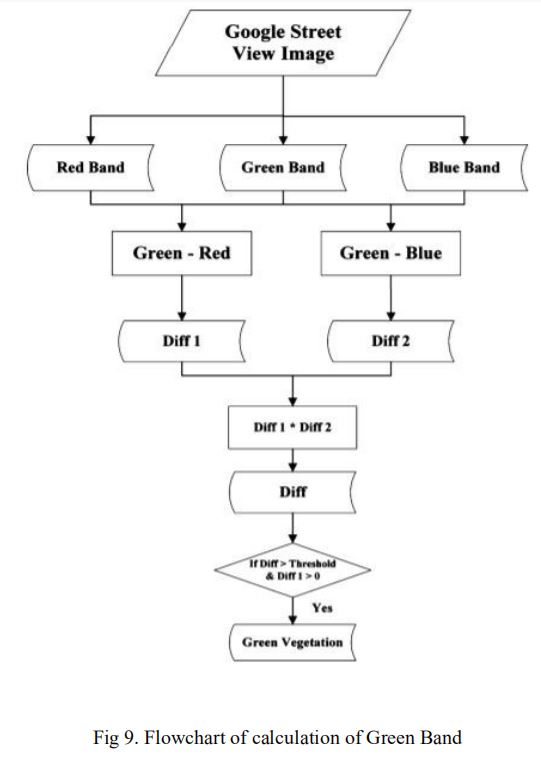 Google Street
View Image
Red Band
Green Band
Blue Band
Green - Red
Green - Blue
Diff 1
Diff 2
Diff 1 * Diff 2
Diff
If Diff > Threshold
& Diff 1 > 0
Yes
Green Vegetation
Fig 9. Flowchart of calculation of Green Band